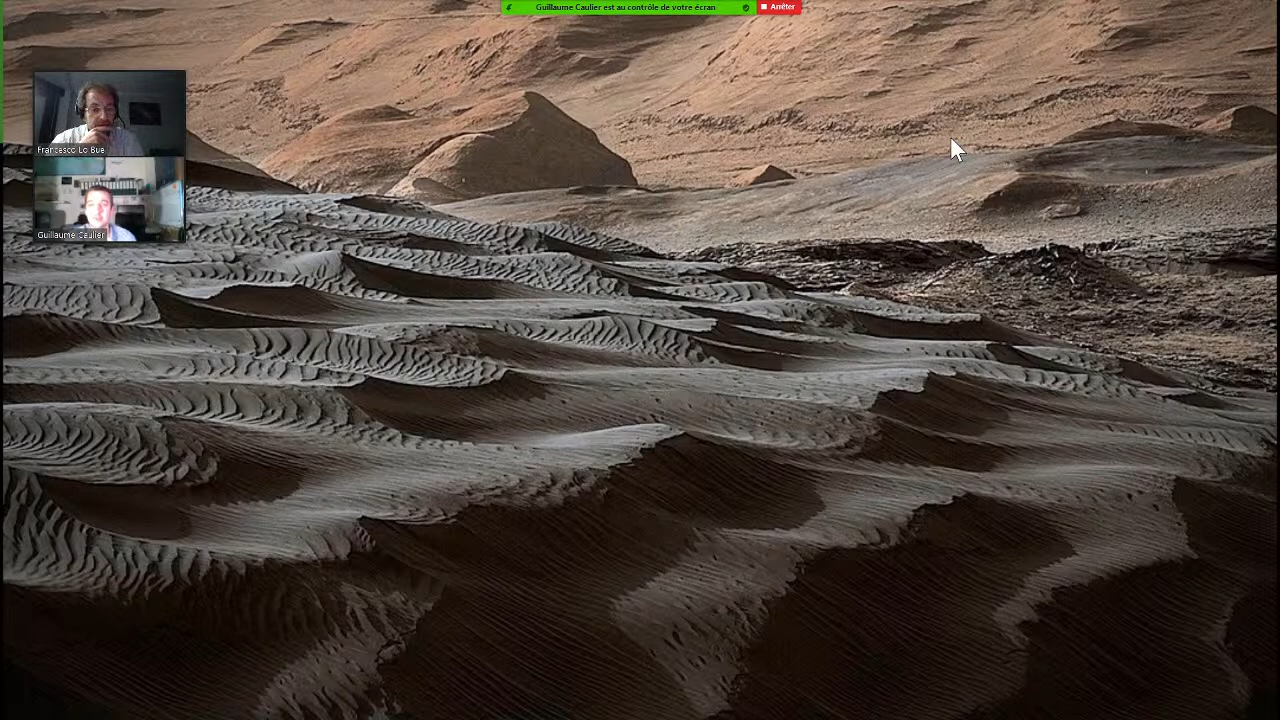 Guillaume Caulier est au contrôle de votre écran
Arrêter
Francesco Lo Bue
Guillaume Caulier